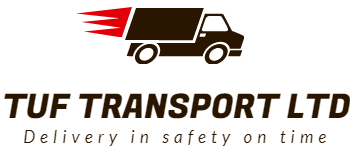 TUF TRANSPORT LTD
Delivery in safety on time